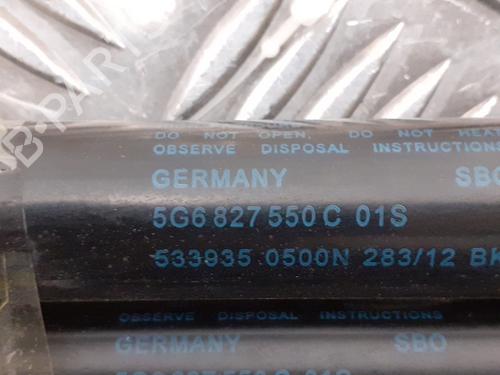 DO NOT OPEN. DO NOT HEA
OBSERVE DISPOSAL INSTRUCTIONS
GERMANY SBO
5G6 827 550 C 01S
533935 0500N 283/12 BK
OBSERVE DISPOSAL INSTRUCTIONS
GERMANY SBO